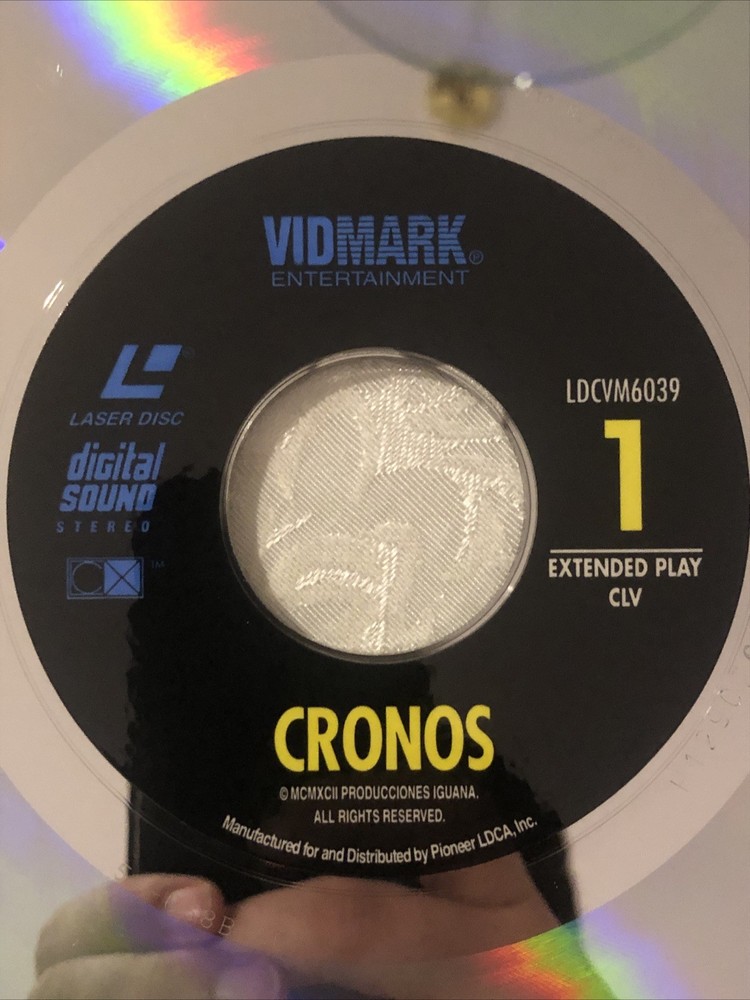 VIDMARK®
ENTERTAINMENT
LASER DISC
digital
SOUND
STEREO
CX™
LDCVM6039
1
EXTENDED PLAY
CLV
CRONOS
© MCMXCII PRODUCCIONES IGUANA.
ALL RIGHTS RESERVED.
Manufactured for and Distributed by Pioneer LDCA, Inc.